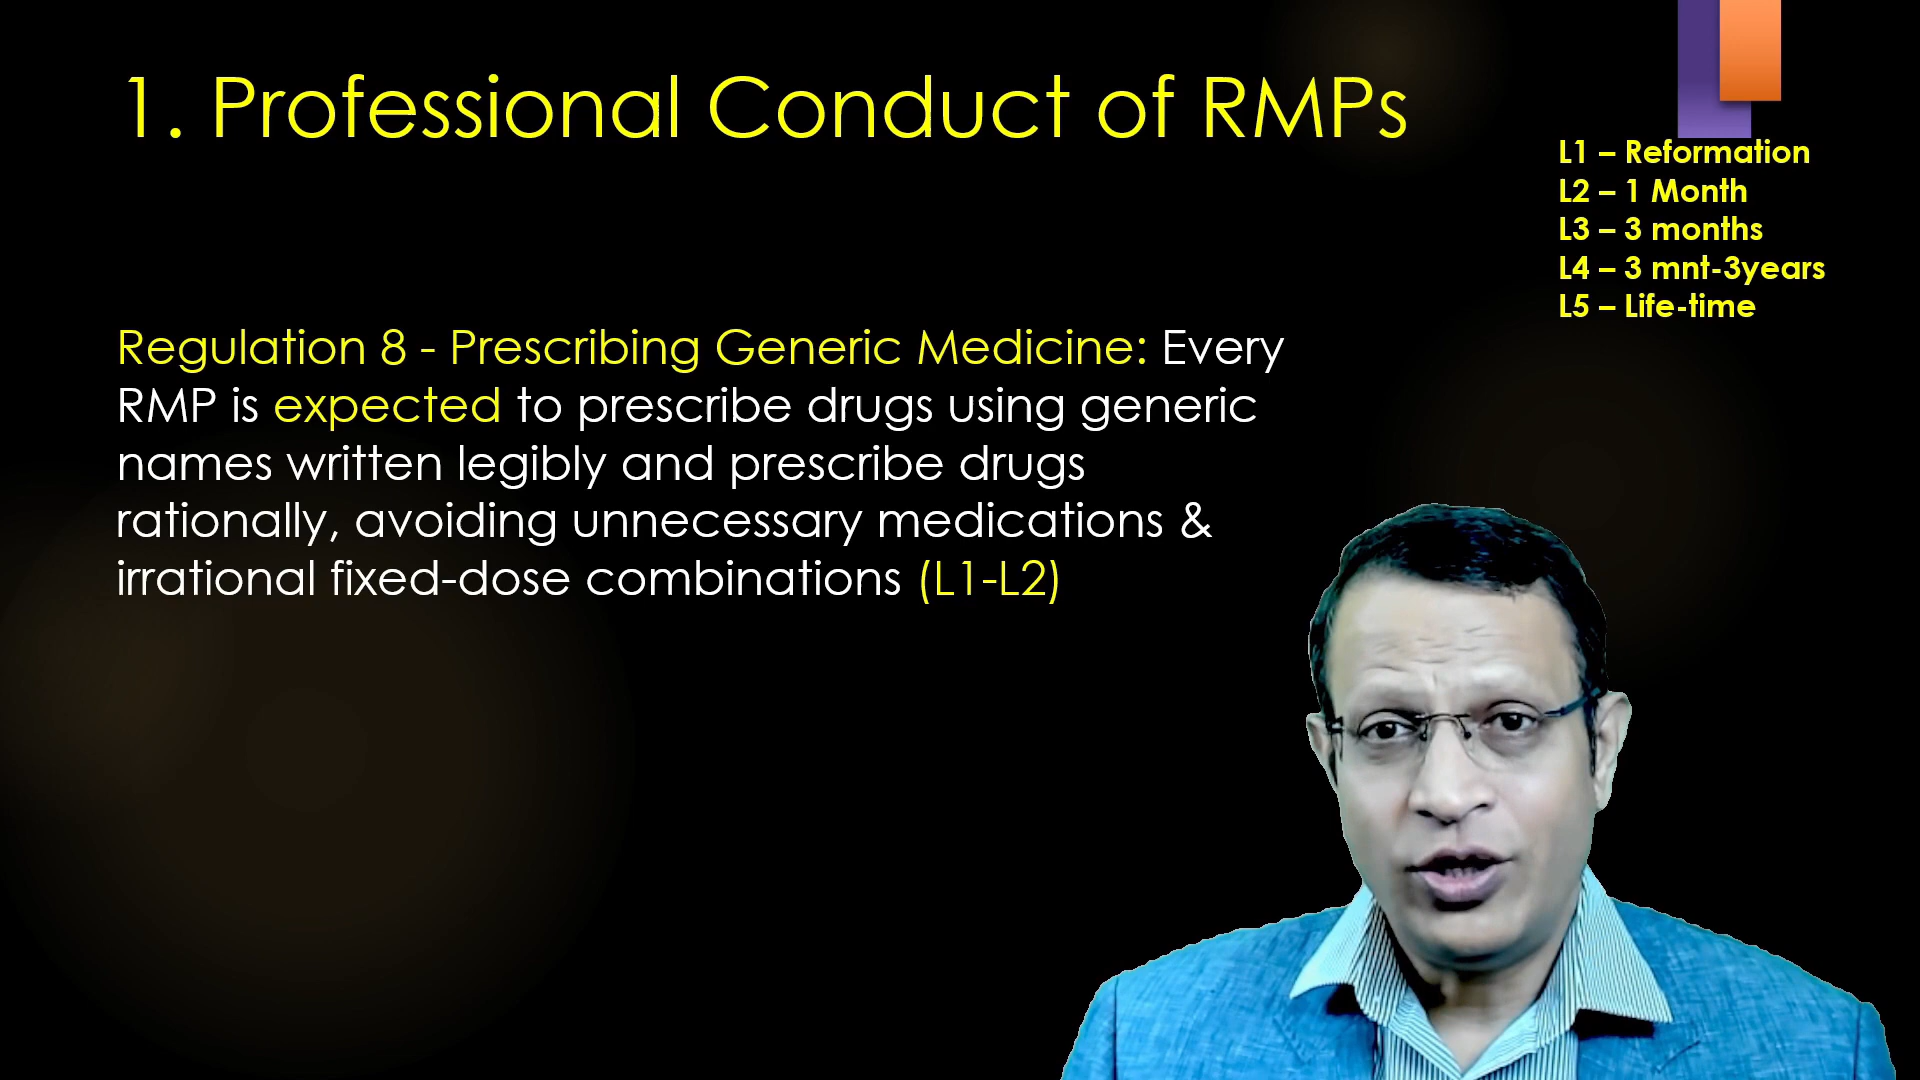 1. Professional Conduct of RMPs
L1 – Reformation
L2 – 1 Month
L3 – 3 months
L4 – 3 mnt-3years
L5 – Life-time
Regulation 8 - Prescribing Generic Medicine: Every
RMP is expected to prescribe drugs using generic
names written legibly and prescribe drugs
rationally, avoiding unnecessary medications &
irrational fixed-dose combinations (L1-L2)